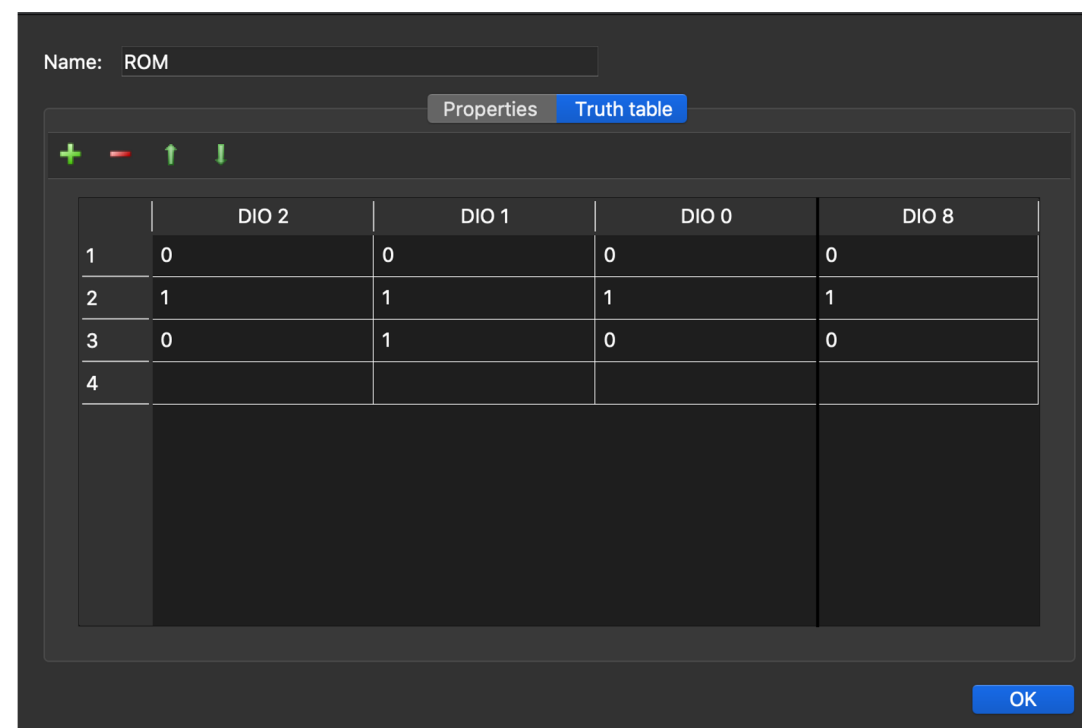 Name: ROM
Properties Truth table
DIO 2 DIO 1 DIO 0 DIO 8
1 0 0 0 0
2 1 1 1 1
3 0 1 0 0
4
OK